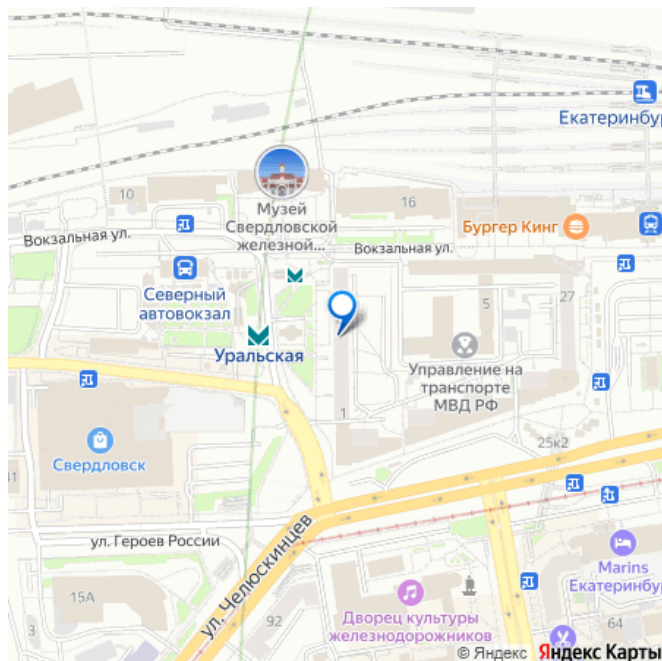 Екатеринбур
10
16
Музей
Свердловской
железной...
Бургер Кинг
Вокзальная ул.
Вокзальная ул.
Северный
автовокзал
5
27
Уральская
Управление на
транспорте
МВД РФ
1
25к2
Свердловск
41
ул. Героев России
ул. Челюскинцев
Marins
Екатеринбу
15А
3
92
Дворец культуры
железнодорожников
64
© Яндекс Яндекс Карты